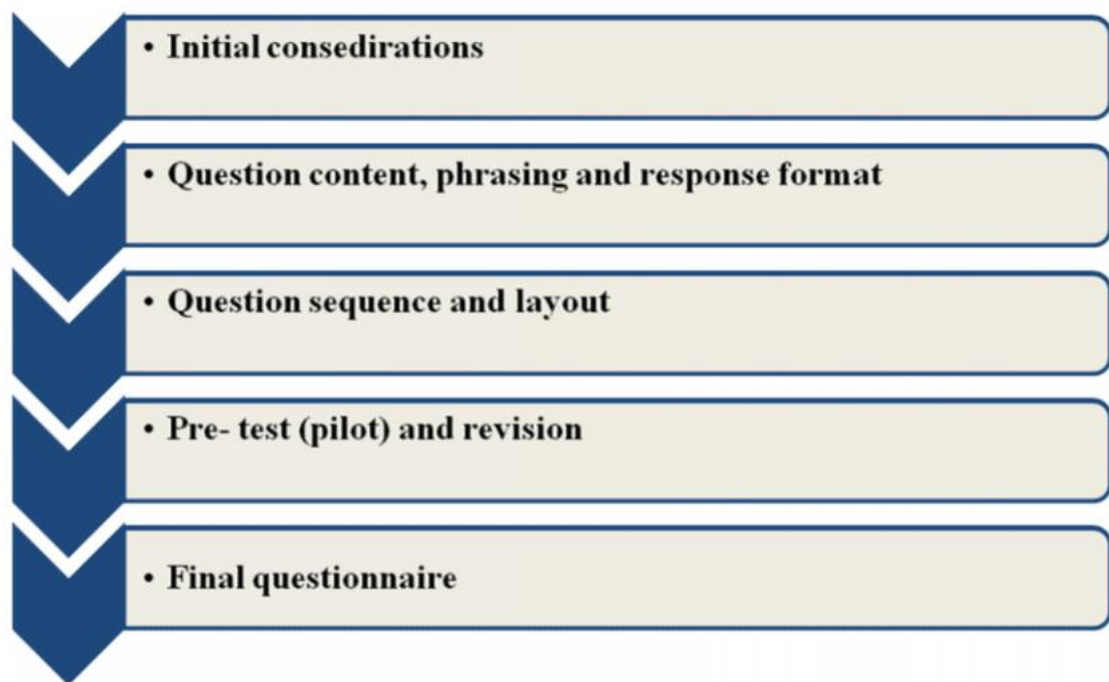 • Initial consedirations
• Question content, phrasing and response format
• Question sequence and layout
• Pre- test (pilot) and revision
• Final questionnaire